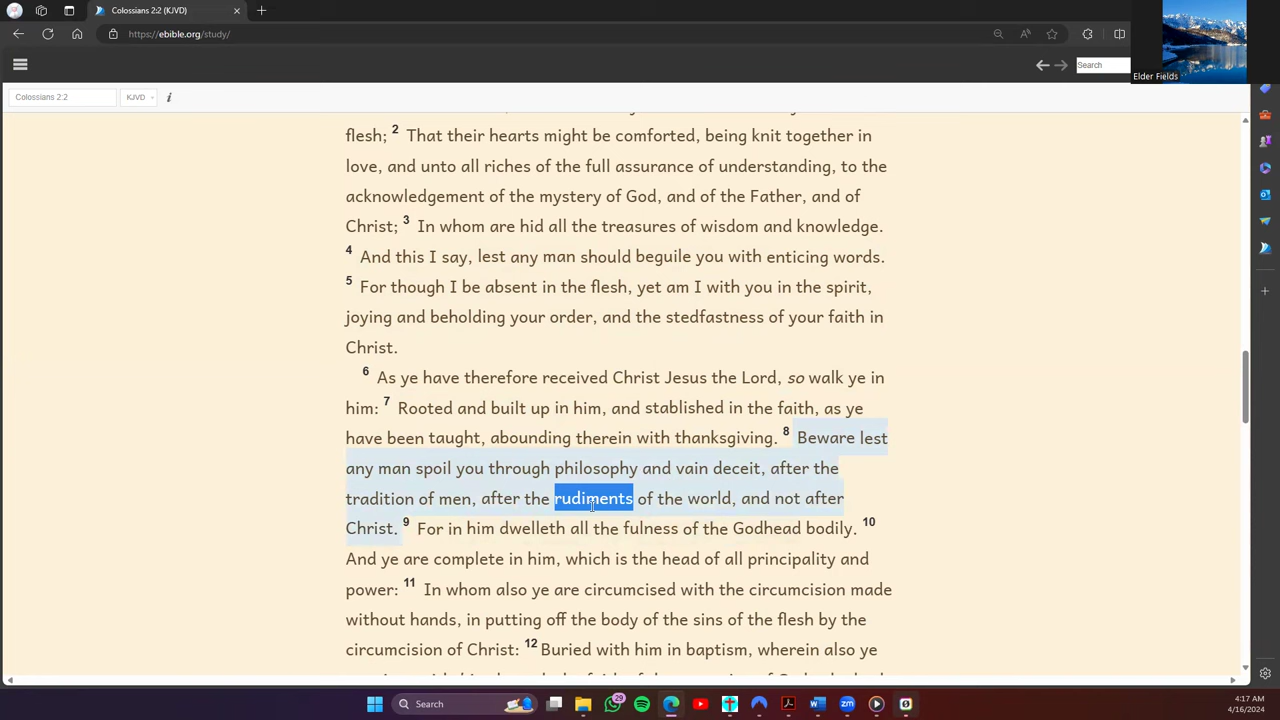 Colossians 2:2 (KJVD)
https://ebible.org/study/
Elder Fields
Search
Colossians 2:2
KJVD
i
flesh; 2 That their hearts might be comforted, being knit together in
love, and unto all riches of the full assurance of understanding, to the
acknowledgement of the mystery of God, and of the Father, and of
Christ; 3 In whom are hid all the treasures of wisdom and knowledge.
4 And this I say, lest any man should beguile you with enticing words.
5 For though I be absent in the flesh, yet am I with you in the spirit,
joying and beholding your order, and the stedfastness of your faith in
Christ.
6 As ye have therefore received Christ Jesus the Lord, so walk ye in
him: 7 Rooted and built up in him, and stablished in the faith, as ye
have been taught, abounding therein with thanksgiving. 8 Beware lest
any man spoil you through philosophy and vain deceit, after the
tradition of men, after the rudiments of the world, and not after
Christ. 9 For in him dwelleth all the fulness of the Godhead bodily. 10
And ye are complete in him, which is the head of all principality and
power: 11 In whom also ye are circumcised with the circumcision made
without hands, in putting off the body of the sins of the flesh by the
circumcision of Christ: 12 Buried with him in baptism, wherein also ye
Search
29
4:17 AM
4/16/2024